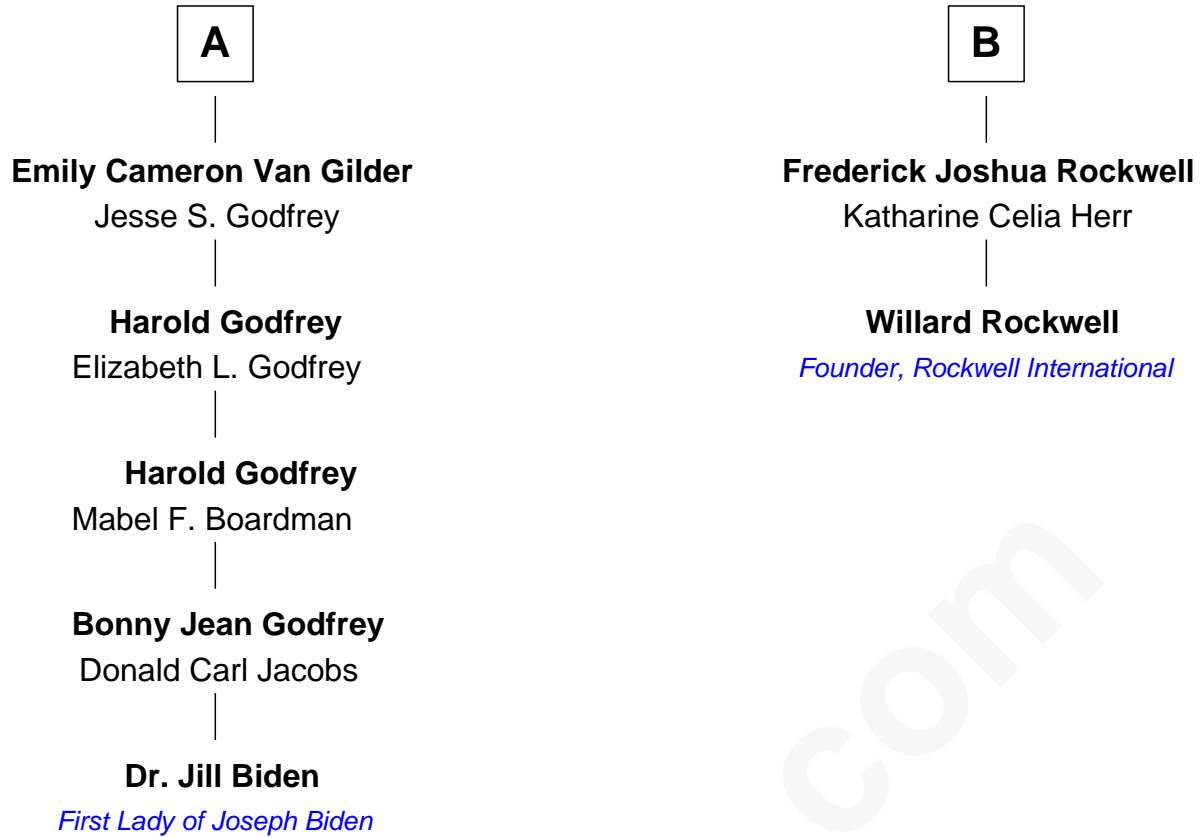 A
Emily Cameron Van Gilder
Jesse S. Godfrey
Harold Godfrey
Elizabeth L. Godfrey
Harold Godfrey
Mabel F. Boardman
Bonny Jean Godfrey
Donald Carl Jacobs
Dr. Jill Biden
First Lady of Joseph Biden
B
Frederick Joshua Rockwell
Katharine Celia Herr
Willard Rockwell
Founder, Rockwell International
com